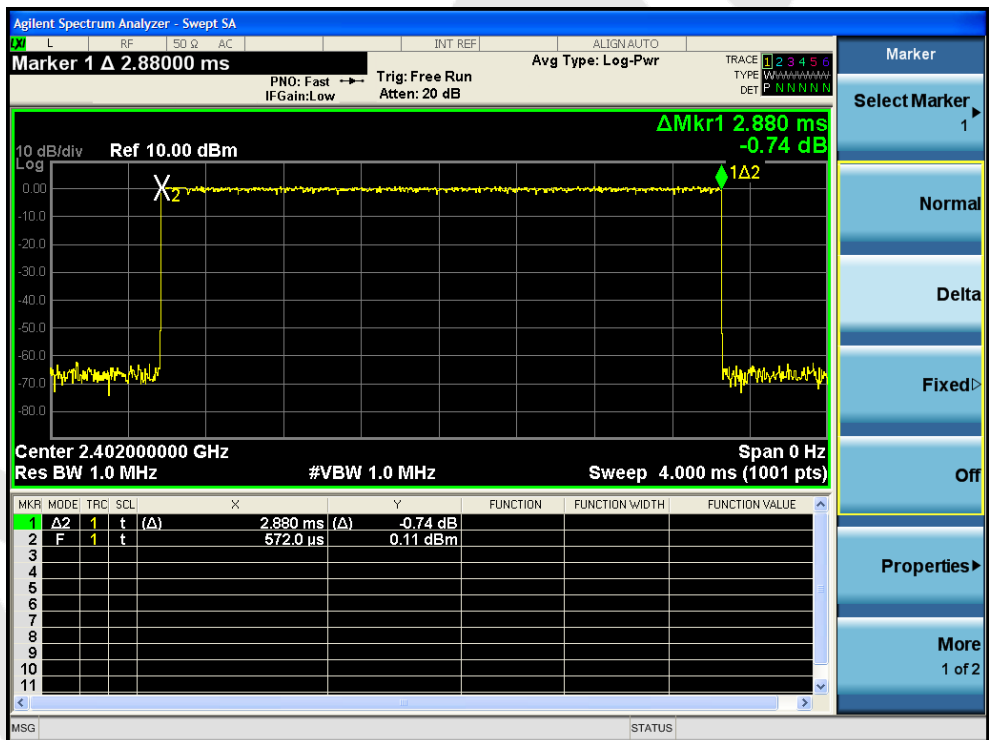 Agilent Spectrum Analyzer - Swept SA
LXI L RF 50 Ω AC INT REF ALIGNAUTO
Marker 1 Δ 2.88000 ms
PNO: Fast
IFGain:Low
Trig: Free Run
Atten: 20 dB
Avg Type: Log-Pwr
TRACE 1 2 3 4 5 6
TYPE W
DET P N N N N N
ΔMkr1 2.880 ms
-0.74 dB
10 dB/div Ref 10.00 dBm
Log
0.00
-10.0
-20.0
-30.0
-40.0
-50.0
-60.0
-70.0
-80.0
X2
1Δ2
Center 2.402000000 GHz Span 0 Hz
Res BW 1.0 MHz #VBW 1.0 MHz Sweep 4.000 ms (1001 pts)
MKR MODE TRC SCL X Y FUNCTION FUNCTION WIDTH FUNCTION VALUE
1 Δ2 1 t (Δ) 2.880 ms (Δ) -0.74 dB
2 F 1 t 572.0 µs 0.11 dBm
3
4
5
6
7
8
9
10
11
MSG STATUS
Marker
Select Marker
1
Normal
Delta
Fixed
Off
Properties
More
1 of 2